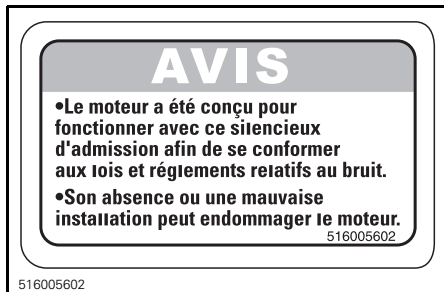 AVIS
•Le moteur a été conçu pour
fonctionner avec ce silencieux
d'admission afin de se conformer
aux lois et réglements relatifs au bruit.
•Son absence ou une mauvaise
installation peut endommager le moteur.
516005602
516005602